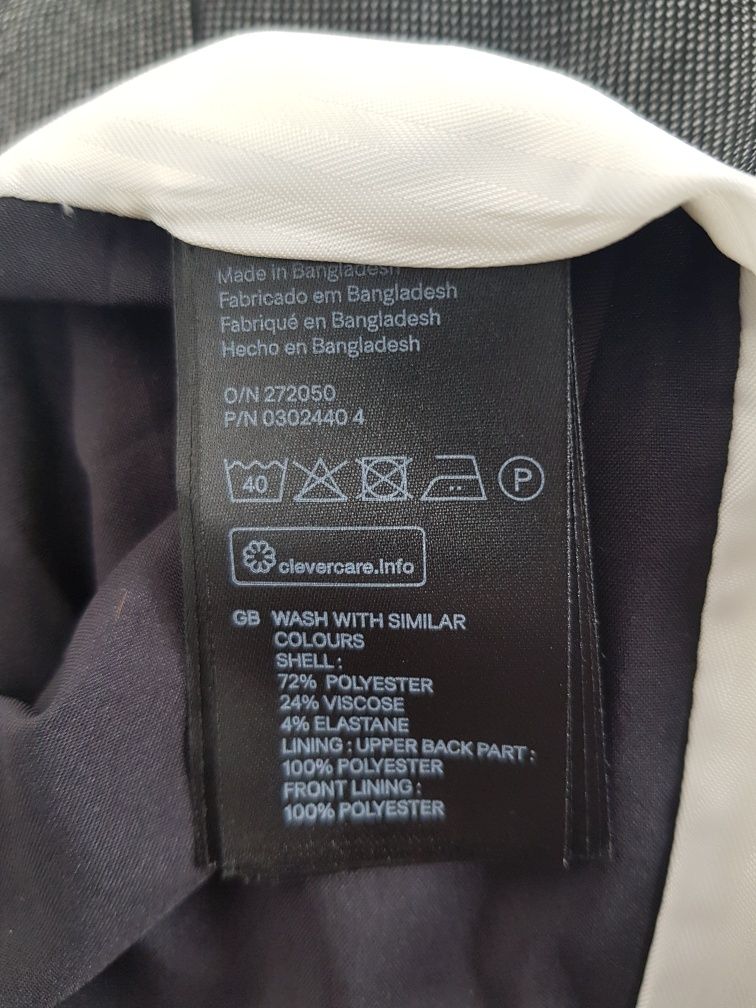 Made in Bangladesh
Fabricado em Bangladesh
Fabriqué en Bangladesh
Hecho en Bangladesh
O/N 272050
P/N 0302440 4
40
P
clevercare.info
GB WASH WITH SIMILAR
COLOURS
SHELL :
72% POLYESTER
24% VISCOSE
4% ELASTANE
LINING : UPPER BACK PART :
100% POLYESTER
FRONT LINING :
100% POLYESTER